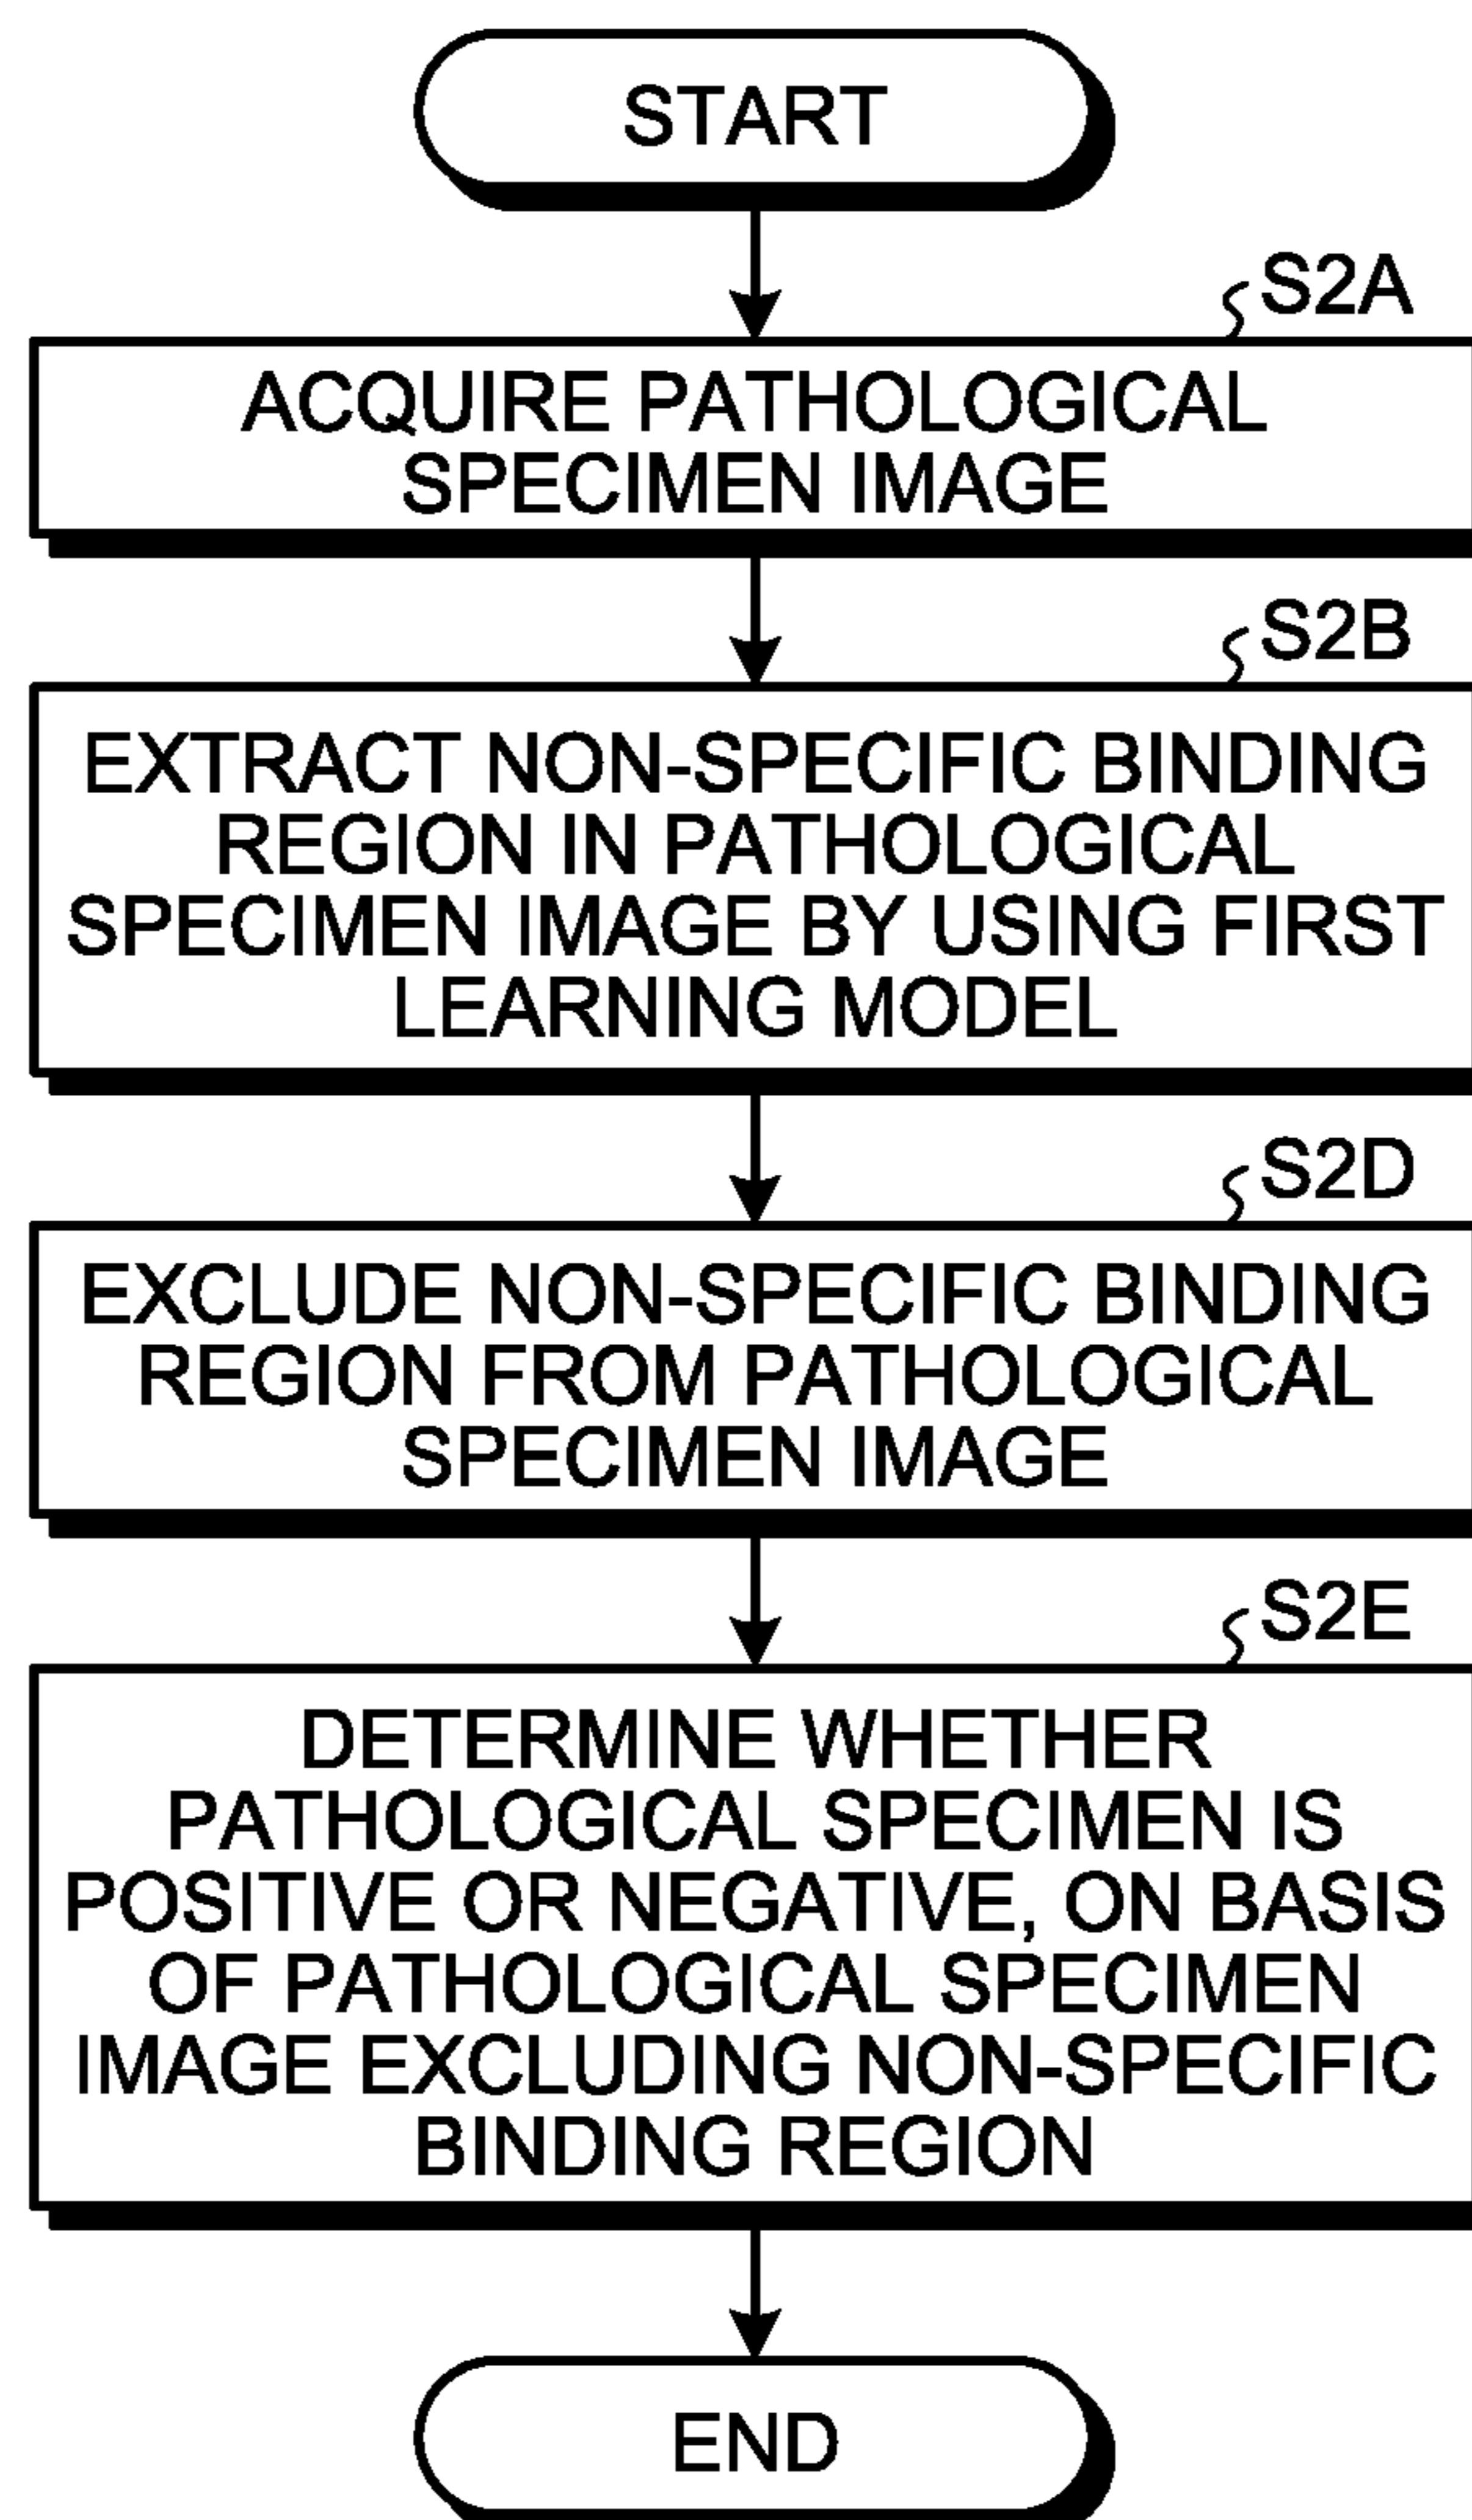 START
S2A
ACQUIRE PATHOLOGICAL
SPECIMEN IMAGE
S2B
EXTRACT NON-SPECIFIC BINDING
REGION IN PATHOLOGICAL
SPECIMEN IMAGE BY USING FIRST
LEARNING MODEL
S2D
EXCLUDE NON-SPECIFIC BINDING
REGION FROM PATHOLOGICAL
SPECIMEN IMAGE
S2E
DETERMINE WHETHER
PATHOLOGICAL SPECIMEN IS
POSITIVE OR NEGATIVE, ON BASIS
OF PATHOLOGICAL SPECIMEN
IMAGE EXCLUDING NON-SPECIFIC
BINDING REGION
END